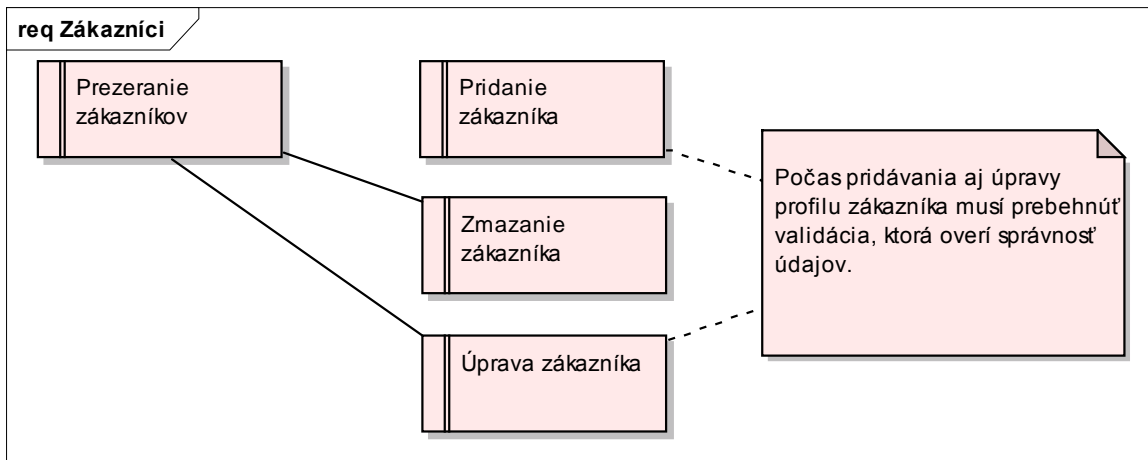 req Zákazníci
Prezeranie
zákazníkov
Pridanie
zákazníka
Zmazanie
zákazníka
Úprava zákazníka
Počas pridávania aj úpravy
profilu zákazníka musí prebehnúť
validácia, ktorá overí správnosť
údajov.